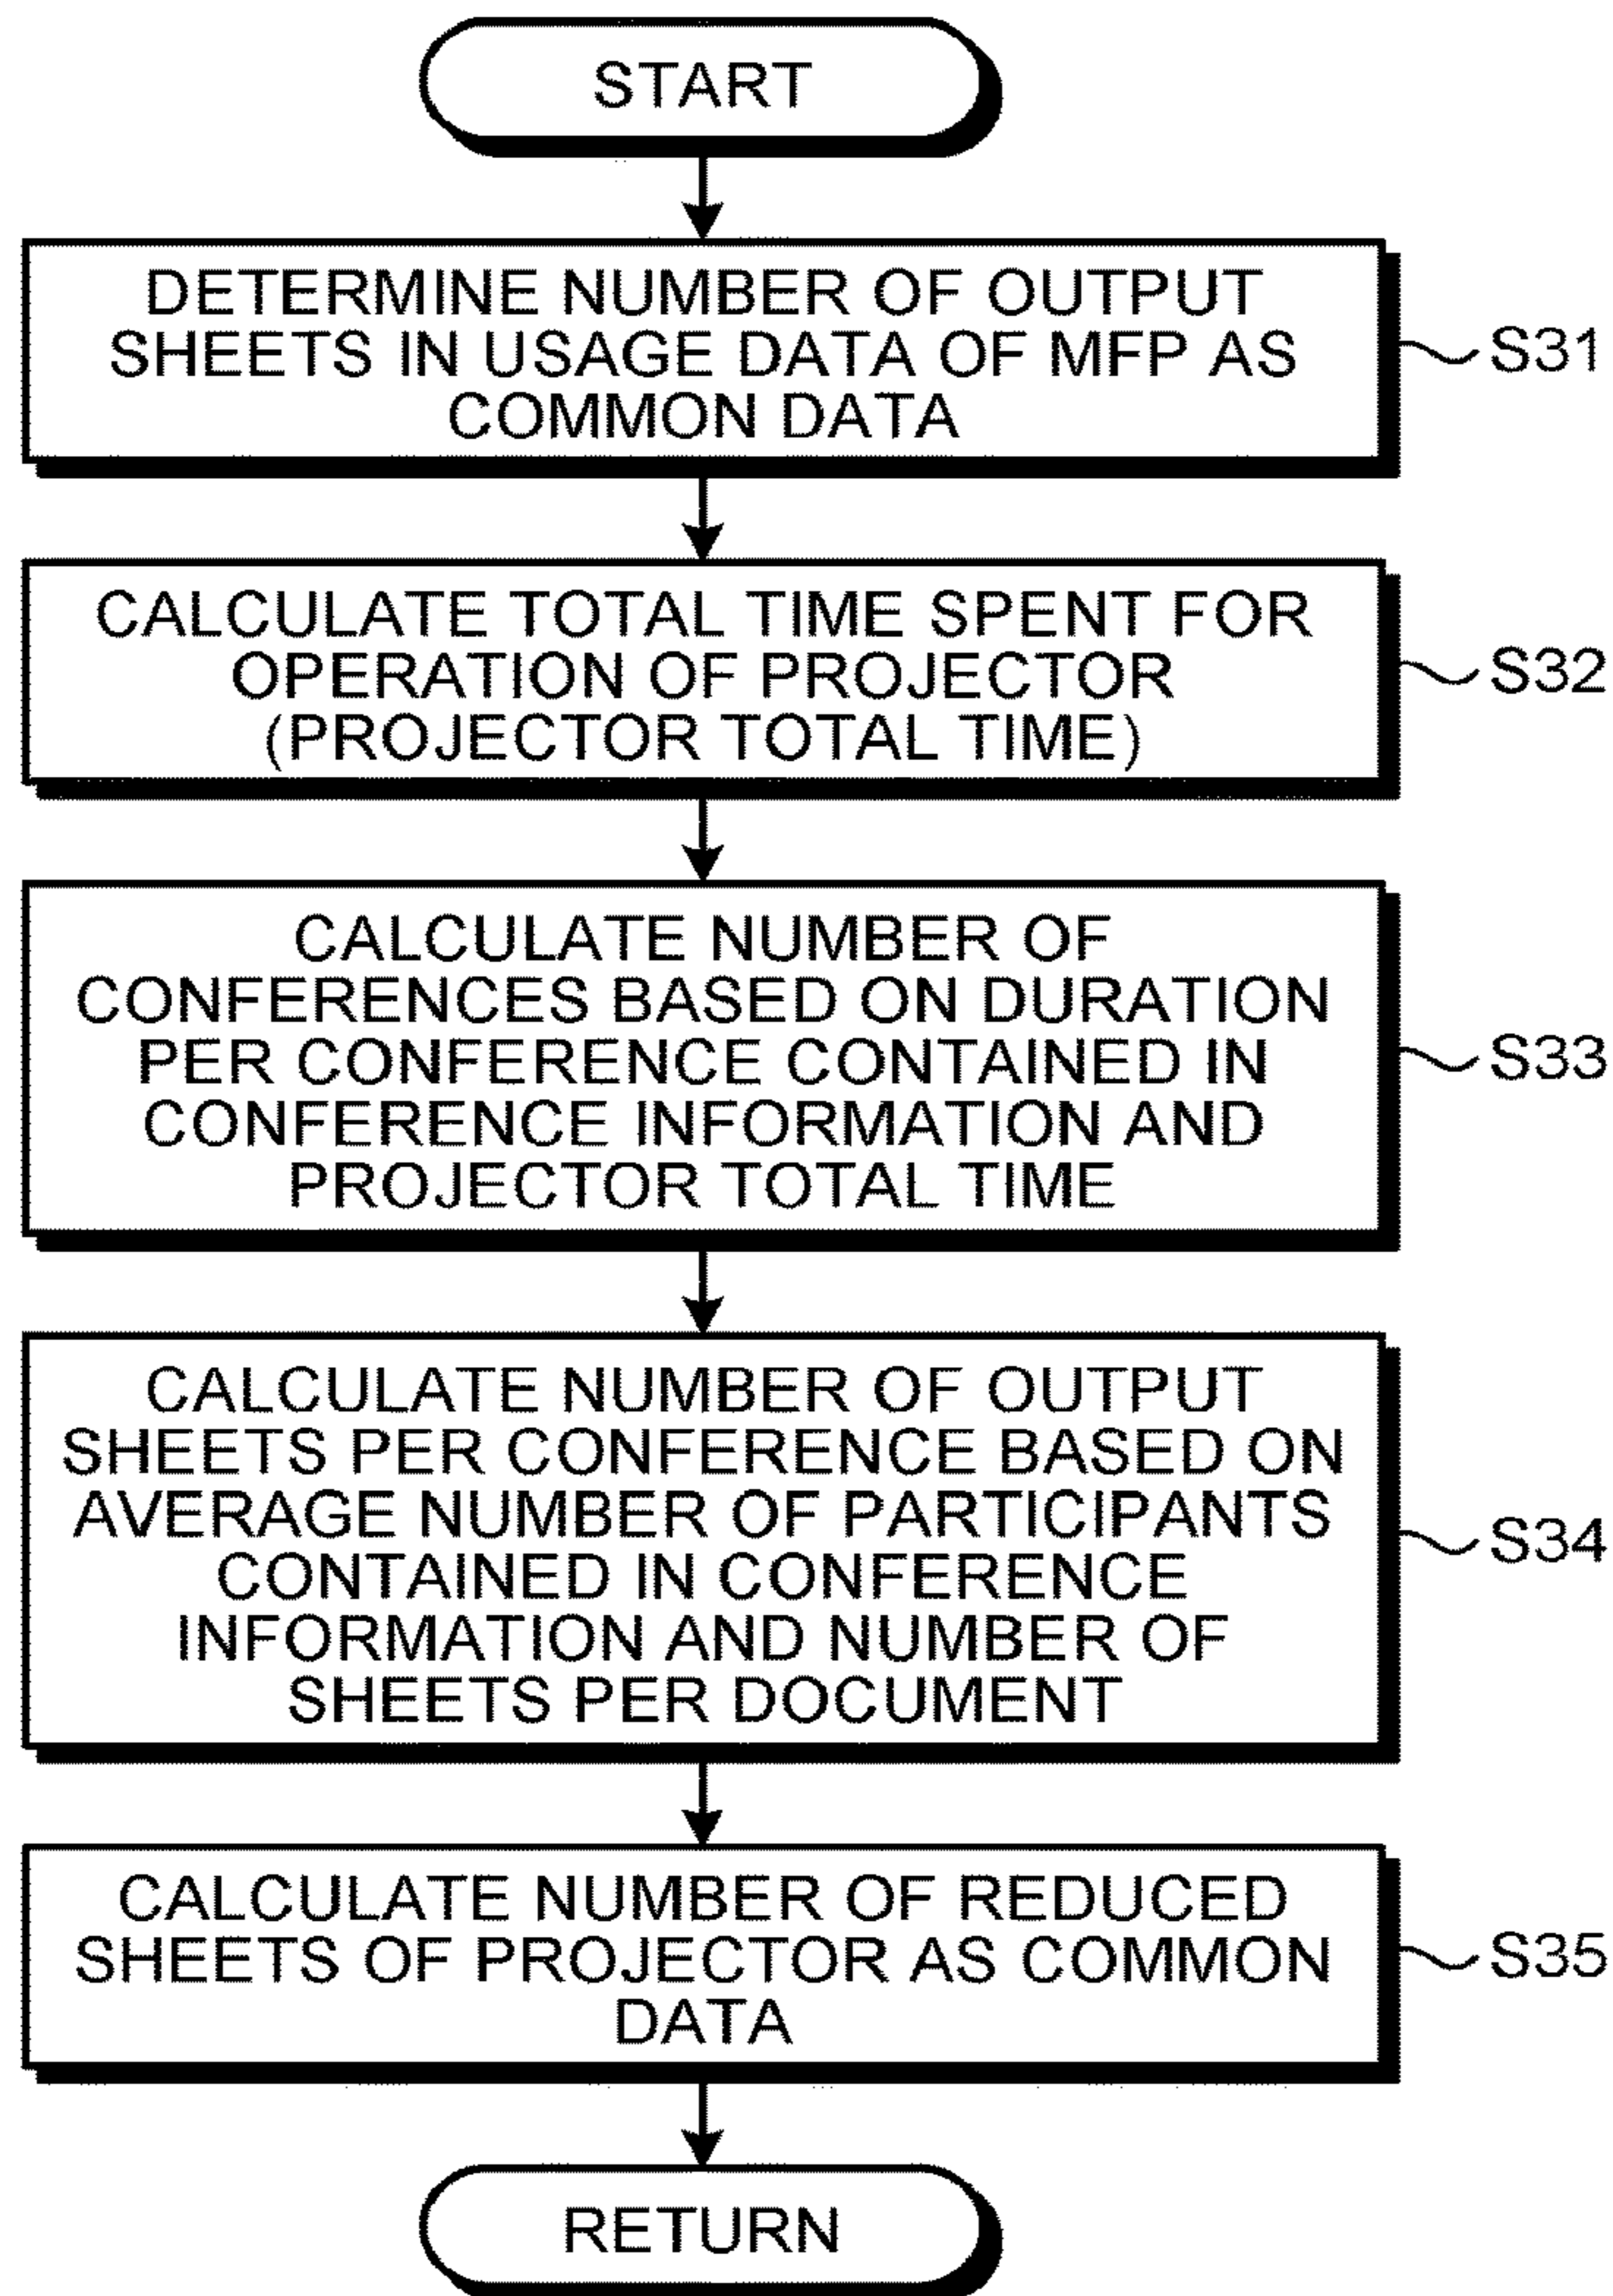 START
DETERMINE NUMBER OF OUTPUT
SHEETS IN USAGE DATA OF MFP AS
COMMON DATA
S31
CALCULATE TOTAL TIME SPENT FOR
OPERATION OF PROJECTOR
(PROJECTOR TOTAL TIME)
S32
CALCULATE NUMBER OF
CONFERENCES BASED ON DURATION
PER CONFERENCE CONTAINED IN
CONFERENCE INFORMATION AND
PROJECTOR TOTAL TIME
S33
CALCULATE NUMBER OF OUTPUT
SHEETS PER CONFERENCE BASED ON
AVERAGE NUMBER OF PARTICIPANTS
CONTAINED IN CONFERENCE
INFORMATION AND NUMBER OF
SHEETS PER DOCUMENT
S34
CALCULATE NUMBER OF REDUCED
SHEETS OF PROJECTOR AS COMMON
DATA
S35
RETURN